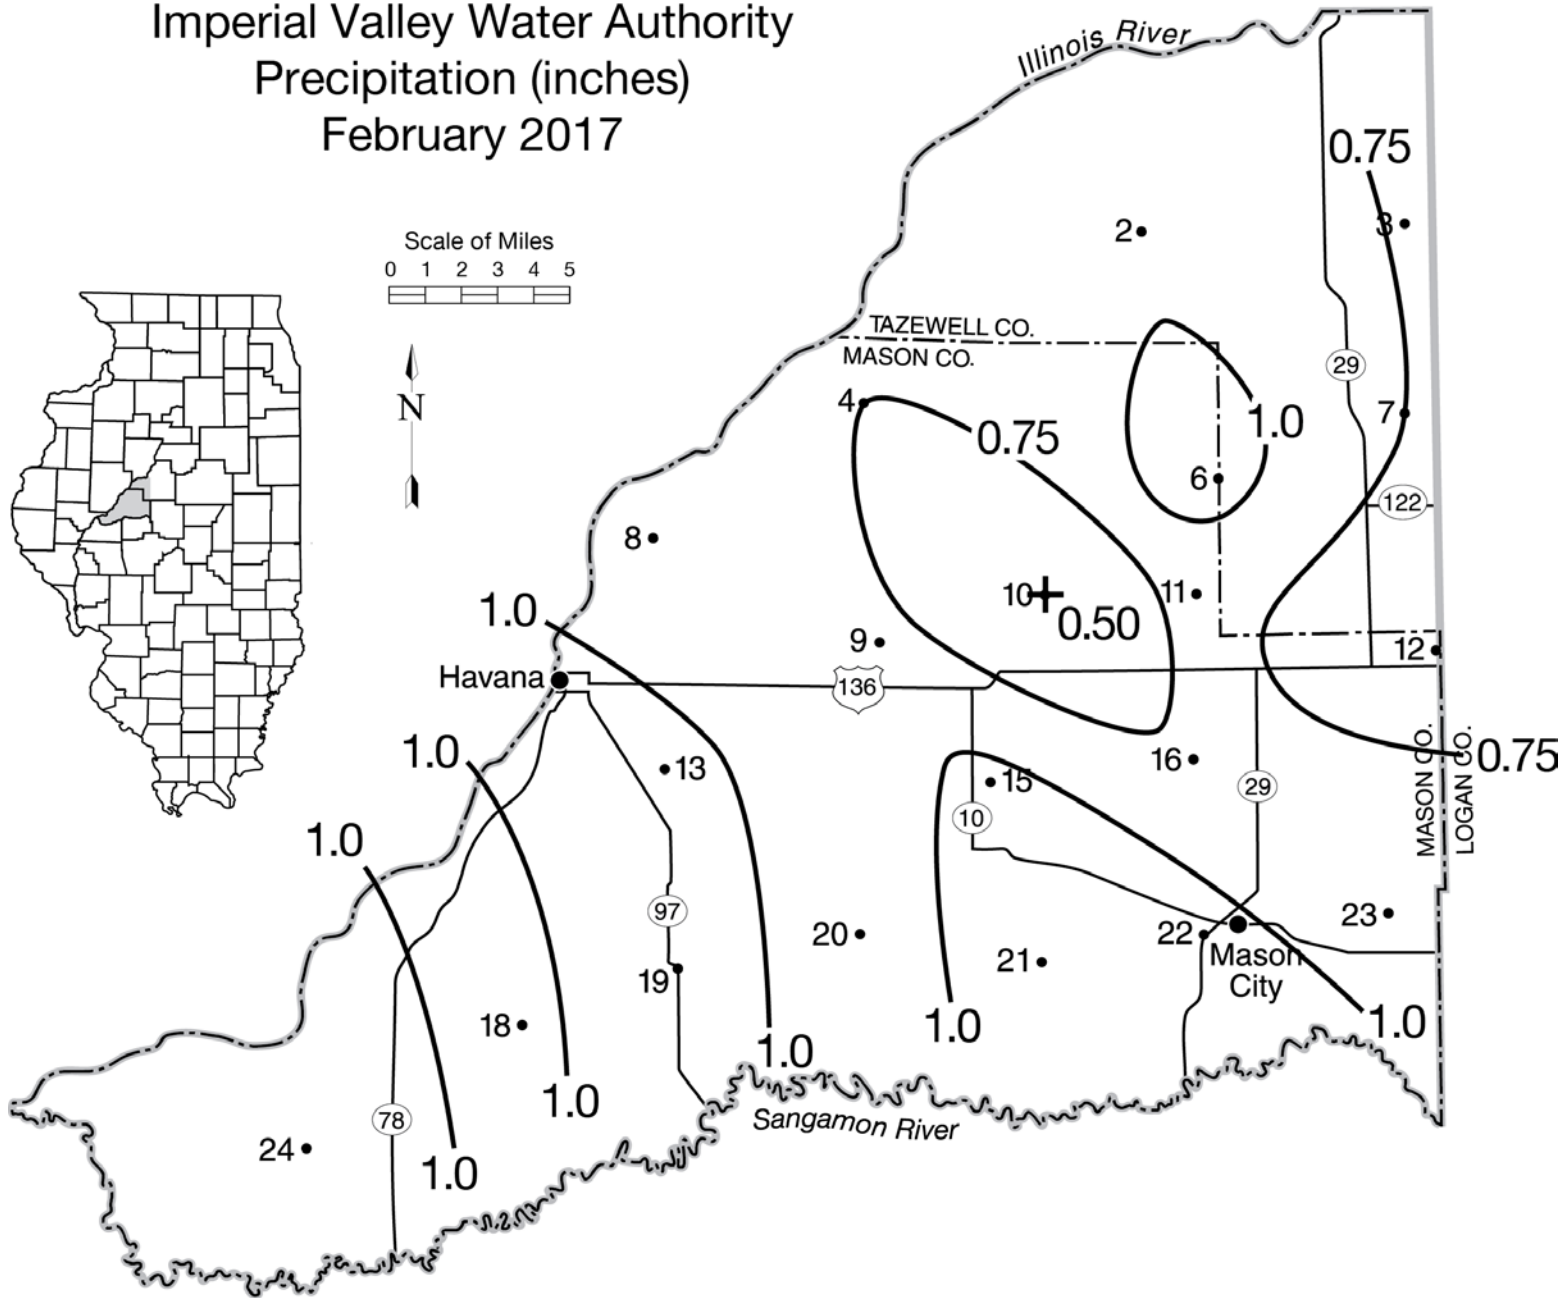 Imperial Valley Water Authority
Precipitation (inches)
February 2017
Illinois River
0.75
Scale of Miles
0 1 2 3 4 5
2
3
TAZEWELL CO.
MASON CO.
N
29
4
0.75
1.0
7
6
122
8
10
0.50
11
1.0
9
12
Havana
136
1.0
13
16
0.75
15
29
MASON CO.
LOGAN CO.
10
1.0
97
20
22
23
21
Mason
City
19
18
1.0
1.0
1.0
1.0
78
Sangamon River
24
1.0